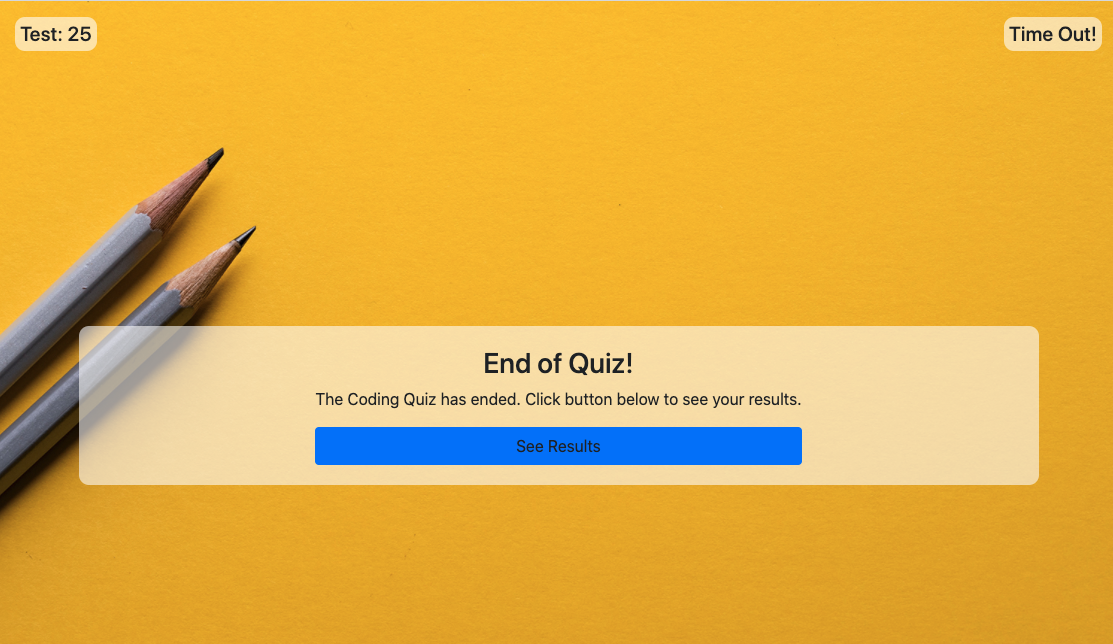 Test: 25
Time Out!
End of Quiz!
The Coding Quiz has ended. Click button below to see your results.
See Results